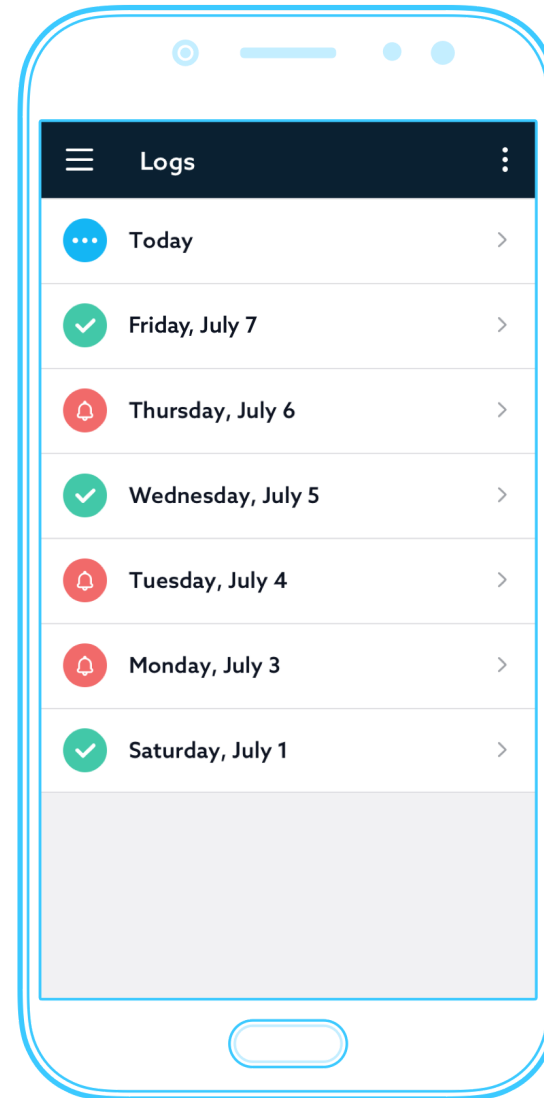 Logs
Today
Friday, July 7
Thursday, July 6
Wednesday, July 5
Tuesday, July 4
Monday, July 3
Saturday, July 1